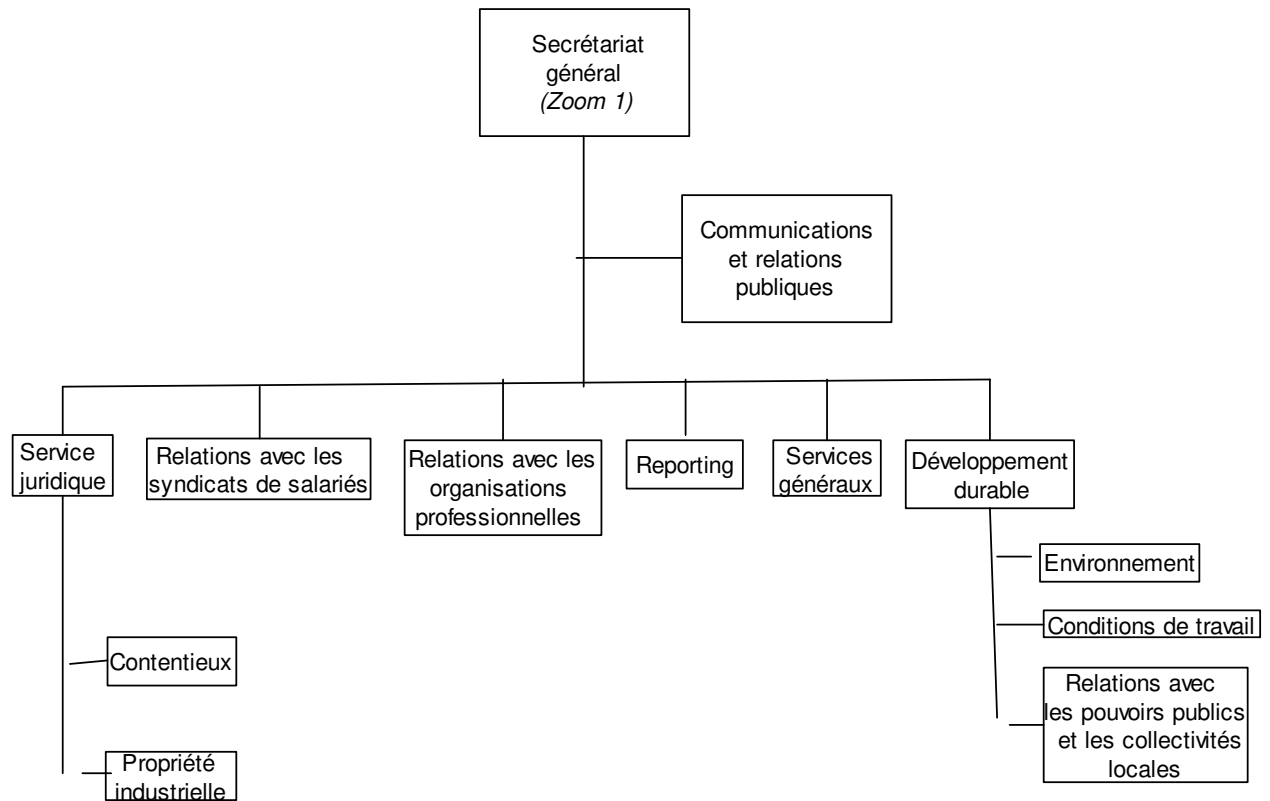 Secrétariat
général
(Zoom 1)
Communications
et relations
publiques
Service
juridique
Relations avec les
syndicats de salariés
Relations avec les
organisations
professionnelles
Reporting
Services
généraux
Développement
durable
Environnement
Conditions de travail
Contentieux
Relations avec
les pouvoirs publics
et les collectivités
locales
Propriété
industrielle